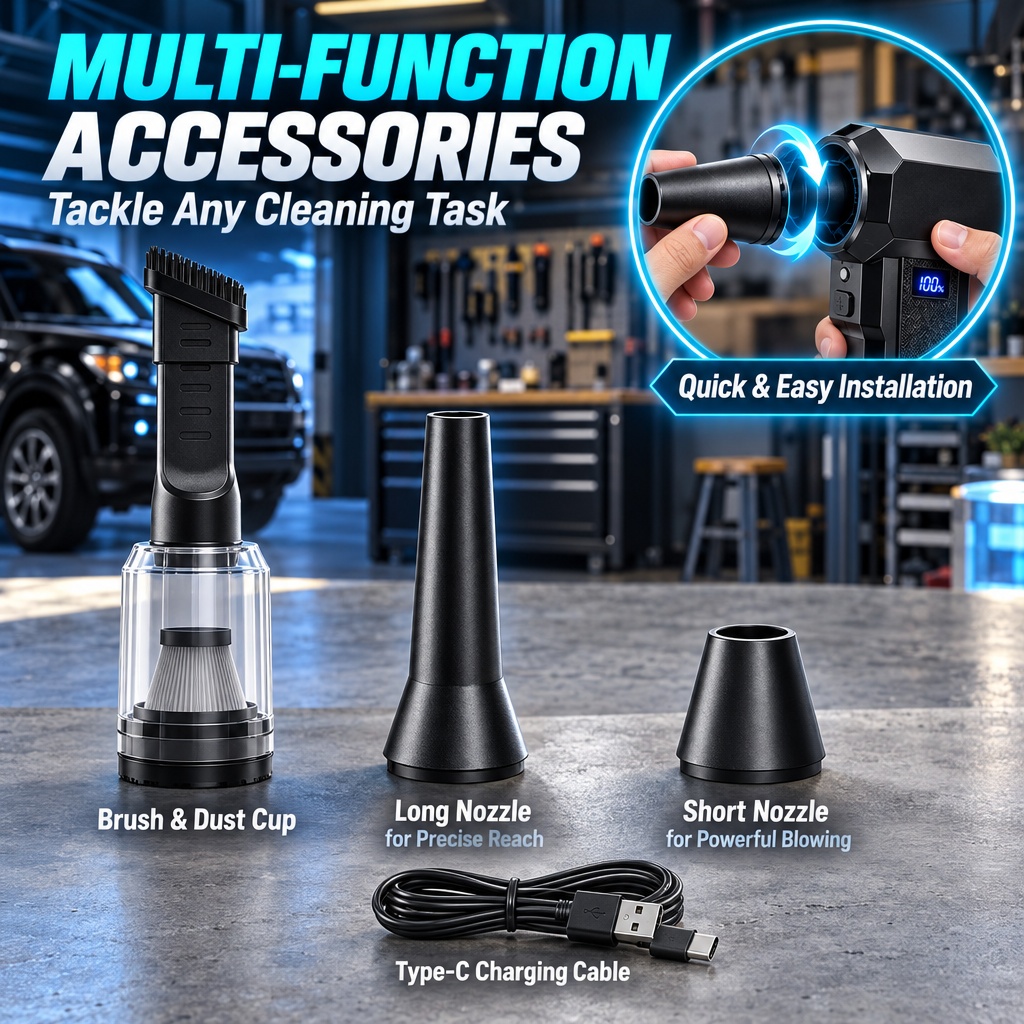 MULTI-FUNCTION
ACCESSORIES
Tackle Any Cleaning Task
100%
Quick & Easy Installation
Brush & Dust Cup
Long Nozzle
for Precise Reach
Short Nozzle
for Powerful Blowing
Type-C Charging Cable